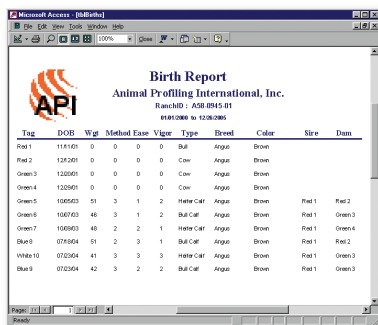 Microsoft Access - [tblBirths]
File Edit View Tools Window Help
100% Close
API
Birth Report
Animal Profiling International, Inc.
RanchID : A58-0945-01
01/01/2000 to 12/26/2005
Tag DOB Wgt Method Ease Vigor Type Breed Color Sire Dam
Red 1 11/11/01 0 0 0 0 Bull Angus Brown
Red 2 12/12/01 0 0 0 0 Cow Angus Brown
Green 3 12/20/01 0 0 0 0 Cow Angus Brown
Green 4 12/29/01 0 0 0 0 Cow Angus Brown
Green 5 10/05/03 51 3 1 2 Heifer Calf Angus Brown Red 1 Red 2
Green 6 10/07/03 46 3 1 2 Bull Calf Angus Brown Red 1 Green 3
Green 7 10/09/03 48 2 2 1 Heifer Calf Angus Brown Red 1 Green 4
Blue 8 07/18/04 51 2 3 1 Bull Calf Angus Brown Red 1 Red 2
White 10 07/23/04 41 3 3 3 Heifer Calf Angus Brown Red 1 Green 3
Blue 9 07/23/04 42 3 2 2 Bull Calf Angus Brown Red 1 Green 3
Page: 1
Ready